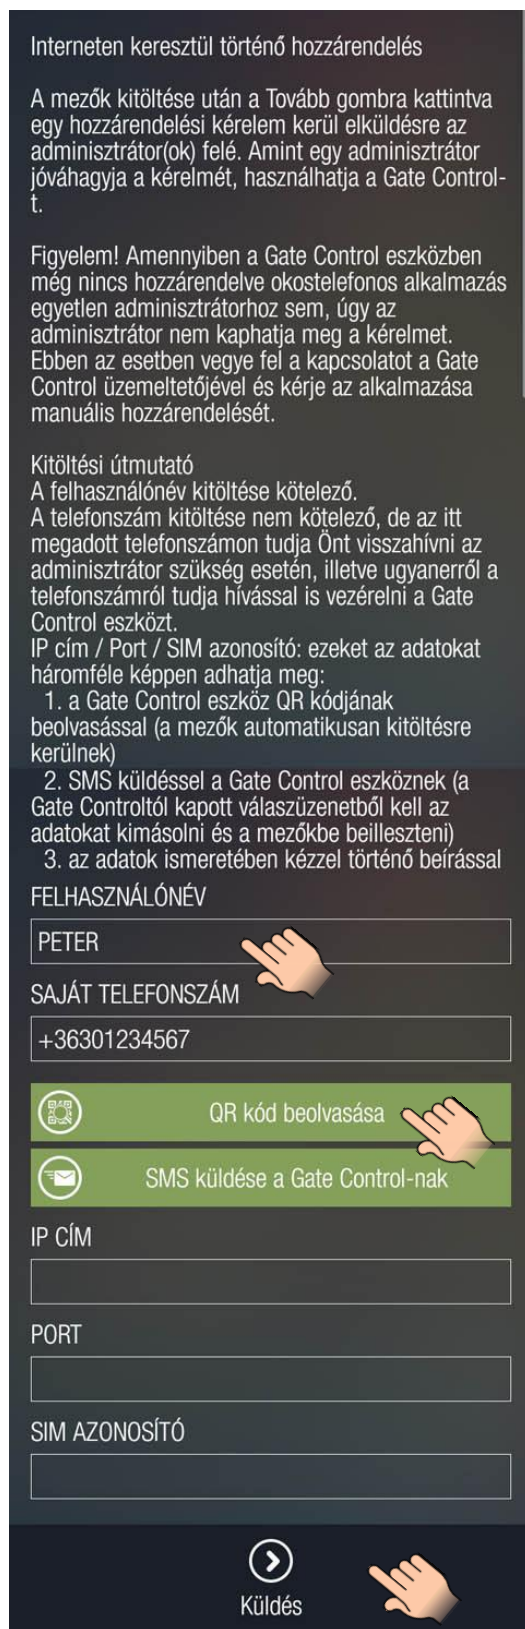 Interneten keresztül történő hozzárendelés
A mezők kitöltése után a Tovább gombra kattintva
egy hozzárendelési kérelem kerül elküldésre az
adminisztrátor(ok) felé. Amint egy adminisztrátor
jóváhagyja a kérelmét, használhatja a Gate Control-
t.
Figyelem! Amennyiben a Gate Control eszközben
még nincs hozzárendelve okostelefonos alkalmazás
egyetlen adminisztrátorhoz sem, úgy az
adminisztrátor nem kaphatja meg a kérelmet.
Ebben az esetben vegye fel a kapcsolatot a Gate
Control üzemeltetőjével és kérje az alkalmazása
manuális hozzárendelését.
Kitöltési útmutató
A felhasználónév kitöltése kötelező.
A telefonszám kitöltése nem kötelező, de az itt
megadott telefonszámon tudja Önt visszahívni az
adminisztrátor szükség esetén, illetve ugyanerről a
telefonszámról tudja hívással is vezérelni a Gate
Control eszközt.
IP cím / Port / SIM azonosító: ezeket az adatokat
háromféle képpen adhatja meg:
1. a Gate Control eszköz QR kódjának
beolvasással (a mezők automatikusan kitöltésre
kerülnek)
2. SMS küldéssel a Gate Control eszköznek (a
Gate Controltól kapott válaszüzenetből kell az
adatokat kimásolni és a mezőkbe beilleszteni)
3. az adatok ismeretében kézzel történő beírással
FELHASZNÁLÓNÉV
PETER
SAJÁT TELEFONSZÁM
+36301234567
QR kód beolvasása
SMS küldése a Gate Control-nak
IP CÍM
PORT
SIM AZONOSÍTÓ
Küldés